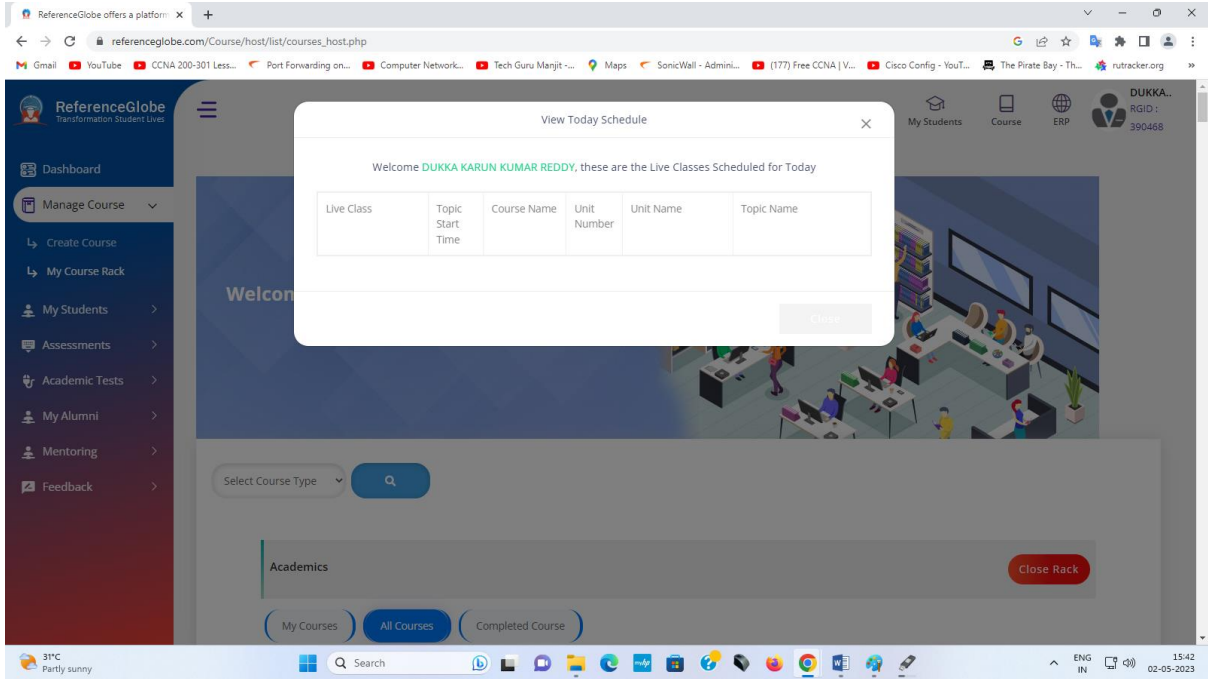 ReferenceGlobe offers a platform
referenceglobe.com/Course/host/list/courses_host.php
Gmail YouTube CCNA 200-301 Less... Port Forwarding on... Computer Network... Tech Guru Manjit -... Maps SonicWall - Admini... (177) Free CCNA | V... Cisco Config - YouT... The Pirate Bay - Th... rutracker.org »
ReferenceGlobe
Transformation Student Lives
Dashboard
Manage Course
Create Course
My Course Rack
My Students
Assessments
Academic Tests
My Alumni
Mentoring
Feedback
My Students Course ERP
DUKKA..
RGID :
390468
View Today Schedule
Welcome DUKKA KARUN KUMAR REDDY, these are the Live Classes Scheduled for Today
Live Class Topic Start Time Course Name Unit Number Unit Name Topic Name
Close
Welcon
Select Course Type
Academics
Close Rack
My Courses All Courses Completed Course
31°C
Partly sunny
Search
ENG
IN
15:42
02-05-2023